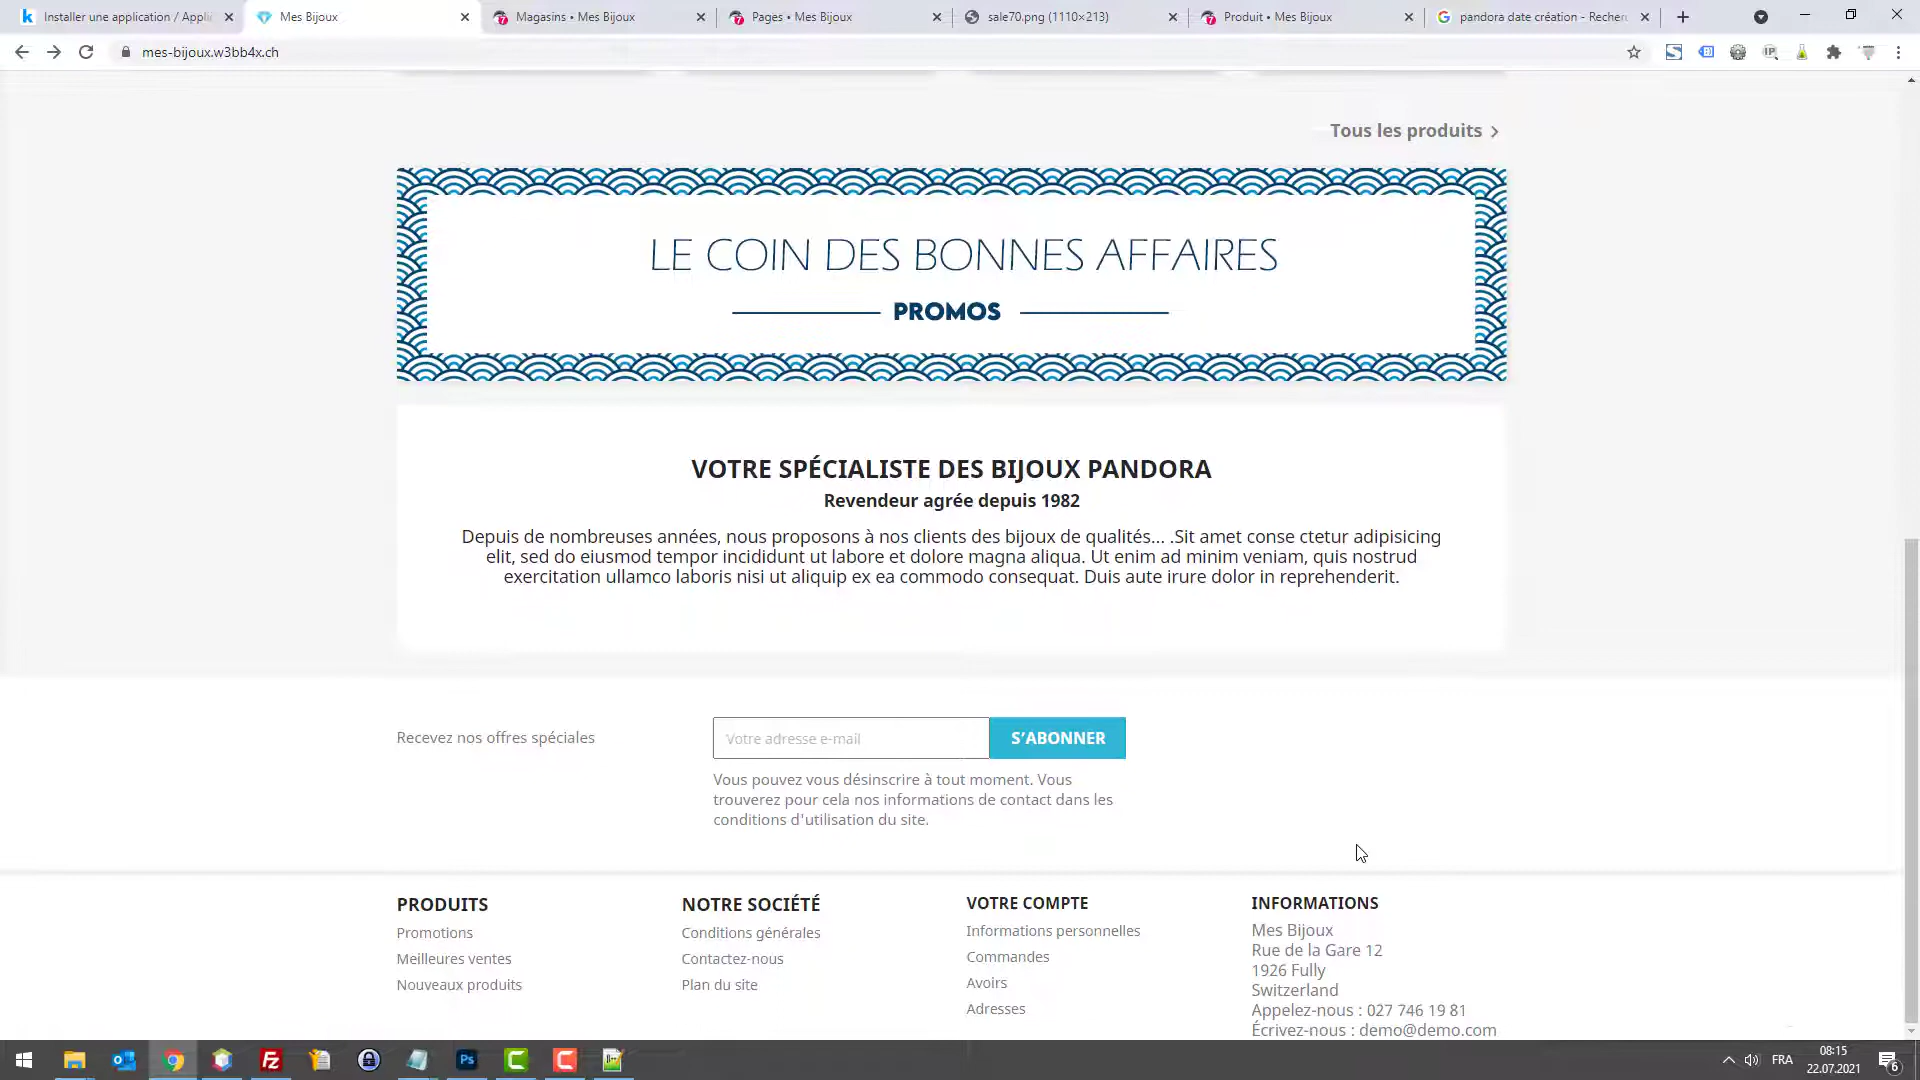 Installer une application / Appli
Mes Bijoux
Magasins • Mes Bijoux
Pages • Mes Bijoux
sale70.png (1110×213)
Produit • Mes Bijoux
pandora date création - Recher
mes-bijoux.w3bb4x.ch
Tous les produits
LE COIN DES BONNES AFFAIRES
PROMOS
VOTRE SPÉCIALISTE DES BIJOUX PANDORA
Revendeur agrée depuis 1982
Depuis de nombreuses années, nous proposons à nos clients des bijoux de qualités... .Sit amet conse ctetur adipisicing
elit, sed do eiusmod tempor incididunt ut labore et dolore magna aliqua. Ut enim ad minim veniam, quis nostrud
exercitation ullamco laboris nisi ut aliquip ex ea commodo consequat. Duis aute irure dolor in reprehenderit.
Recevez nos offres spéciales
Votre adresse e-mail
S’ABONNER
Vous pouvez vous désinscrire à tout moment. Vous
trouverez pour cela nos informations de contact dans les
conditions d'utilisation du site.
PRODUITS
Promotions
Meilleures ventes
Nouveaux produits
NOTRE SOCIÉTÉ
Conditions générales
Contactez-nous
Plan du site
VOTRE COMPTE
Informations personnelles
Commandes
Avoirs
Adresses
INFORMATIONS
Mes Bijoux
Rue de la Gare 12
1926 Fully
Switzerland
Appelez-nous : 027 746 19 81
Écrivez-nous : demo@demo.com
FRA
08:15
22.07.2021
6